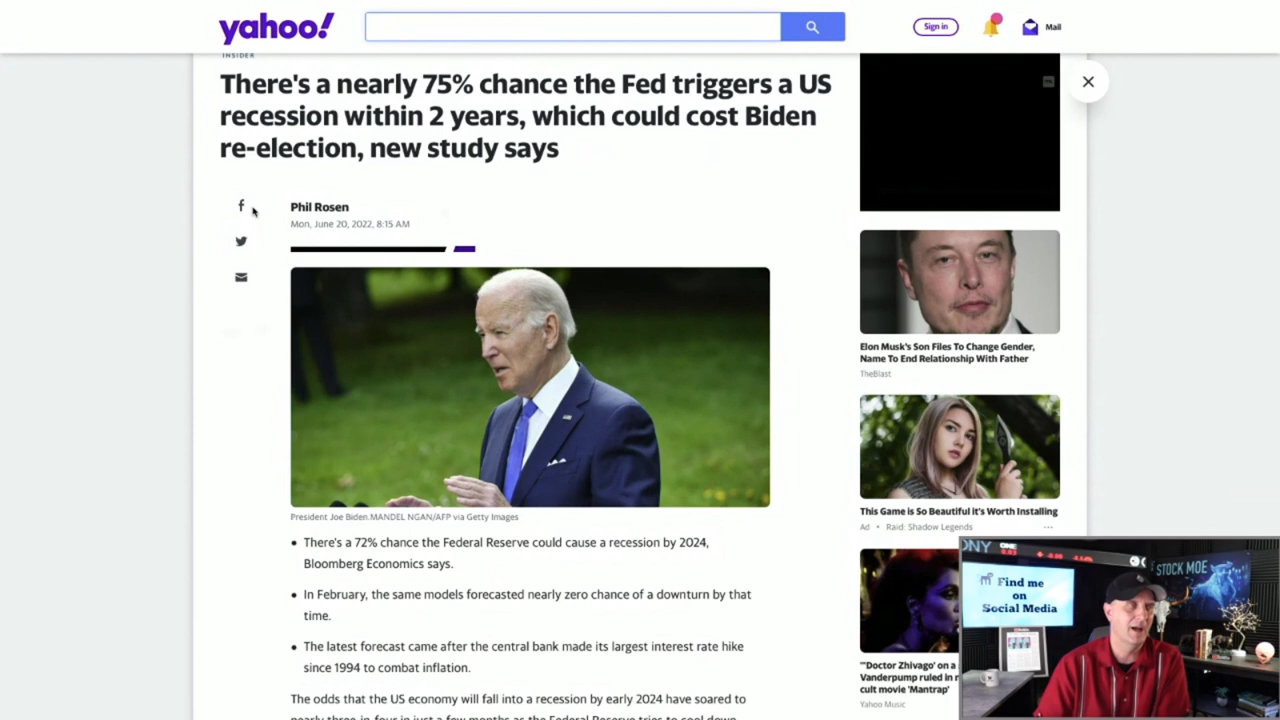 yahoo!
Sign in
Mail
INSIDER
There's a nearly 75% chance the Fed triggers a US
recession within 2 years, which could cost Biden
re-election, new study says
Phil Rosen
Mon, June 20, 2022, 8:15 AM
President Joe Biden.MANDEL NGAN/AFP via Getty Images
There's a 72% chance the Federal Reserve could cause a recession by 2024,
Bloomberg Economics says.
In February, the same models forecasted nearly zero chance of a downturn by that
time.
The latest forecast came after the central bank made its largest interest rate hike
since 1994 to combat inflation.
The odds that the US economy will fall into a recession by early 2024 have soared to
nearly three-in-four in just a few months as the Federal Reserve tries to cool down
Elon Musk's Son Files To Change Gender,
Name To End Relationship With Father
TheBlast
This Game is So Beautiful it's Worth Installing
Ad • Raid: Shadow Legends
"'Doctor Zhivago' on a
Vanderpump ruled in
cult movie 'Mantrap'
Yahoo Music
STOCK MOE
Find me
on
Social Media